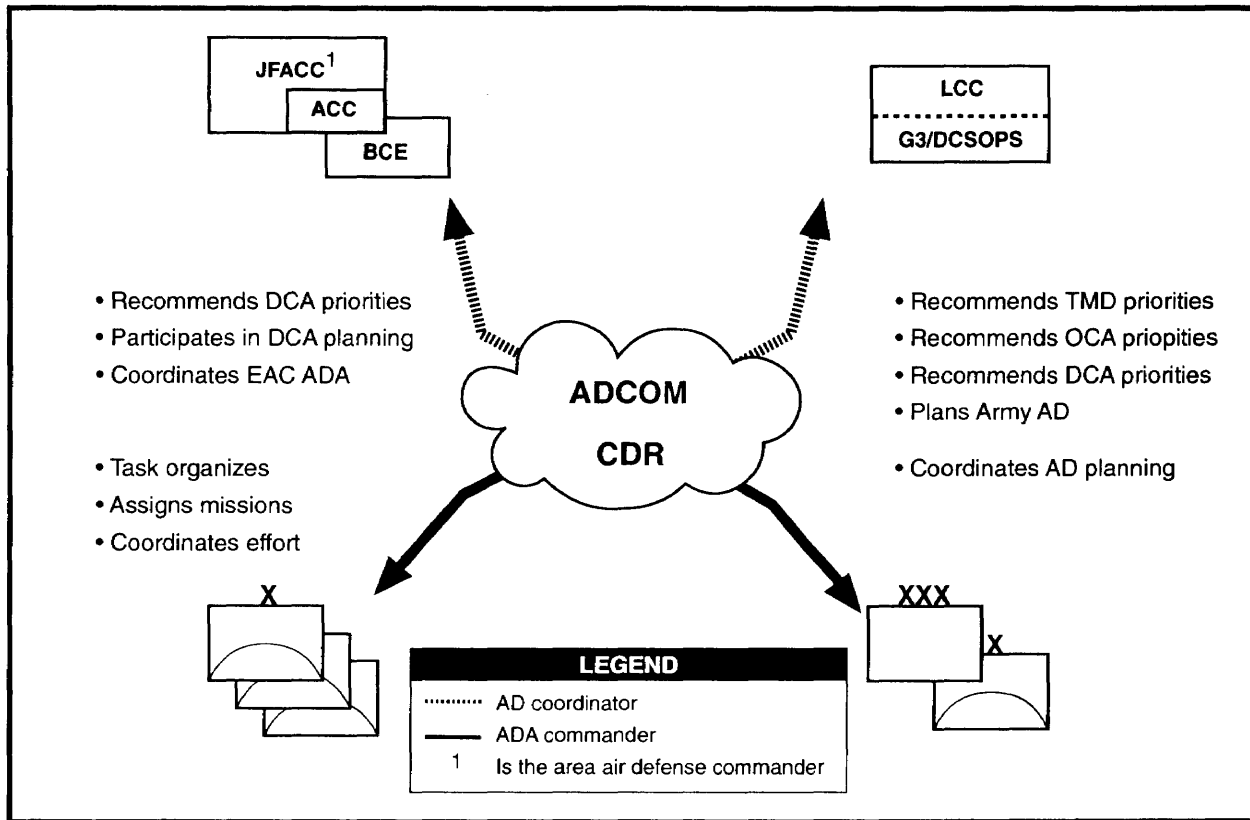 JFACC1
ACC
BCE
LCC
G3/DCSOPS
• Recommends DCA priorities
• Participates in DCA planning
• Coordinates EAC ADA
• Recommends TMD priorities
• Recommends OCA priopities
• Recommends DCA priorities
• Plans Army AD
ADCOM
CDR
• Task organizes
• Assigns missions
• Coordinates effort
• Coordinates AD planning
X
XXX
X
LEGEND
AD coordinator
ADA commander
1 Is the area air defense commander